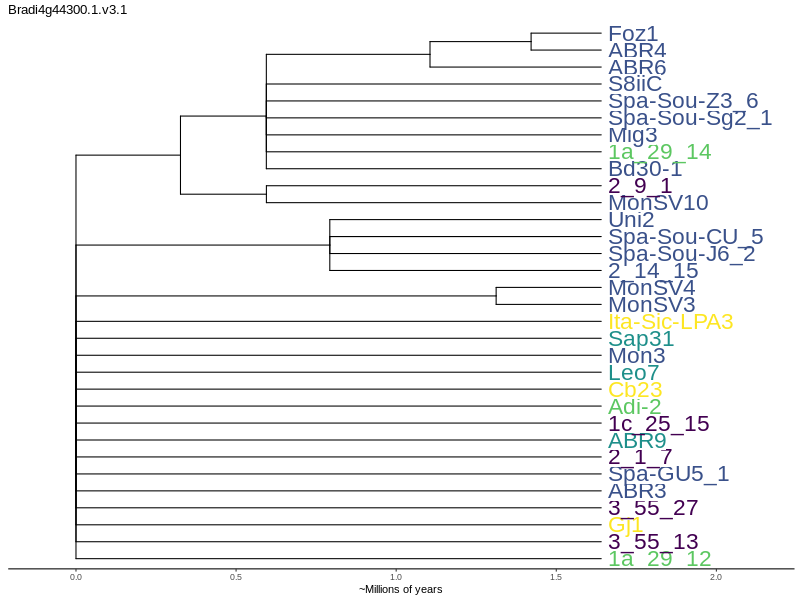 Bradi4g44300.1.v3.1
Foz1
ABR4
ABR6
S8iiC
Spa-Sou-Z3_6
Spa-Sou-Sg2_1
Mig3
1a_29_14
Bd30-1
2_9_1
MonSV10
Uni2
Spa-Sou-CU_5
Spa-Sou-J6_2
2_14_15
MonSV4
MonSV3
Ita-Sic-LPA3
Sap31
Mon3
Leo7
Cb23
Adi-2
1c_25_15
ABR9
2_1_7
Spa-GU5_1
ABR3
3_55_27
Gj1
3_55_13
1a_29_12
0.0 0.5 1.0 1.5 2.0
~Millions of years